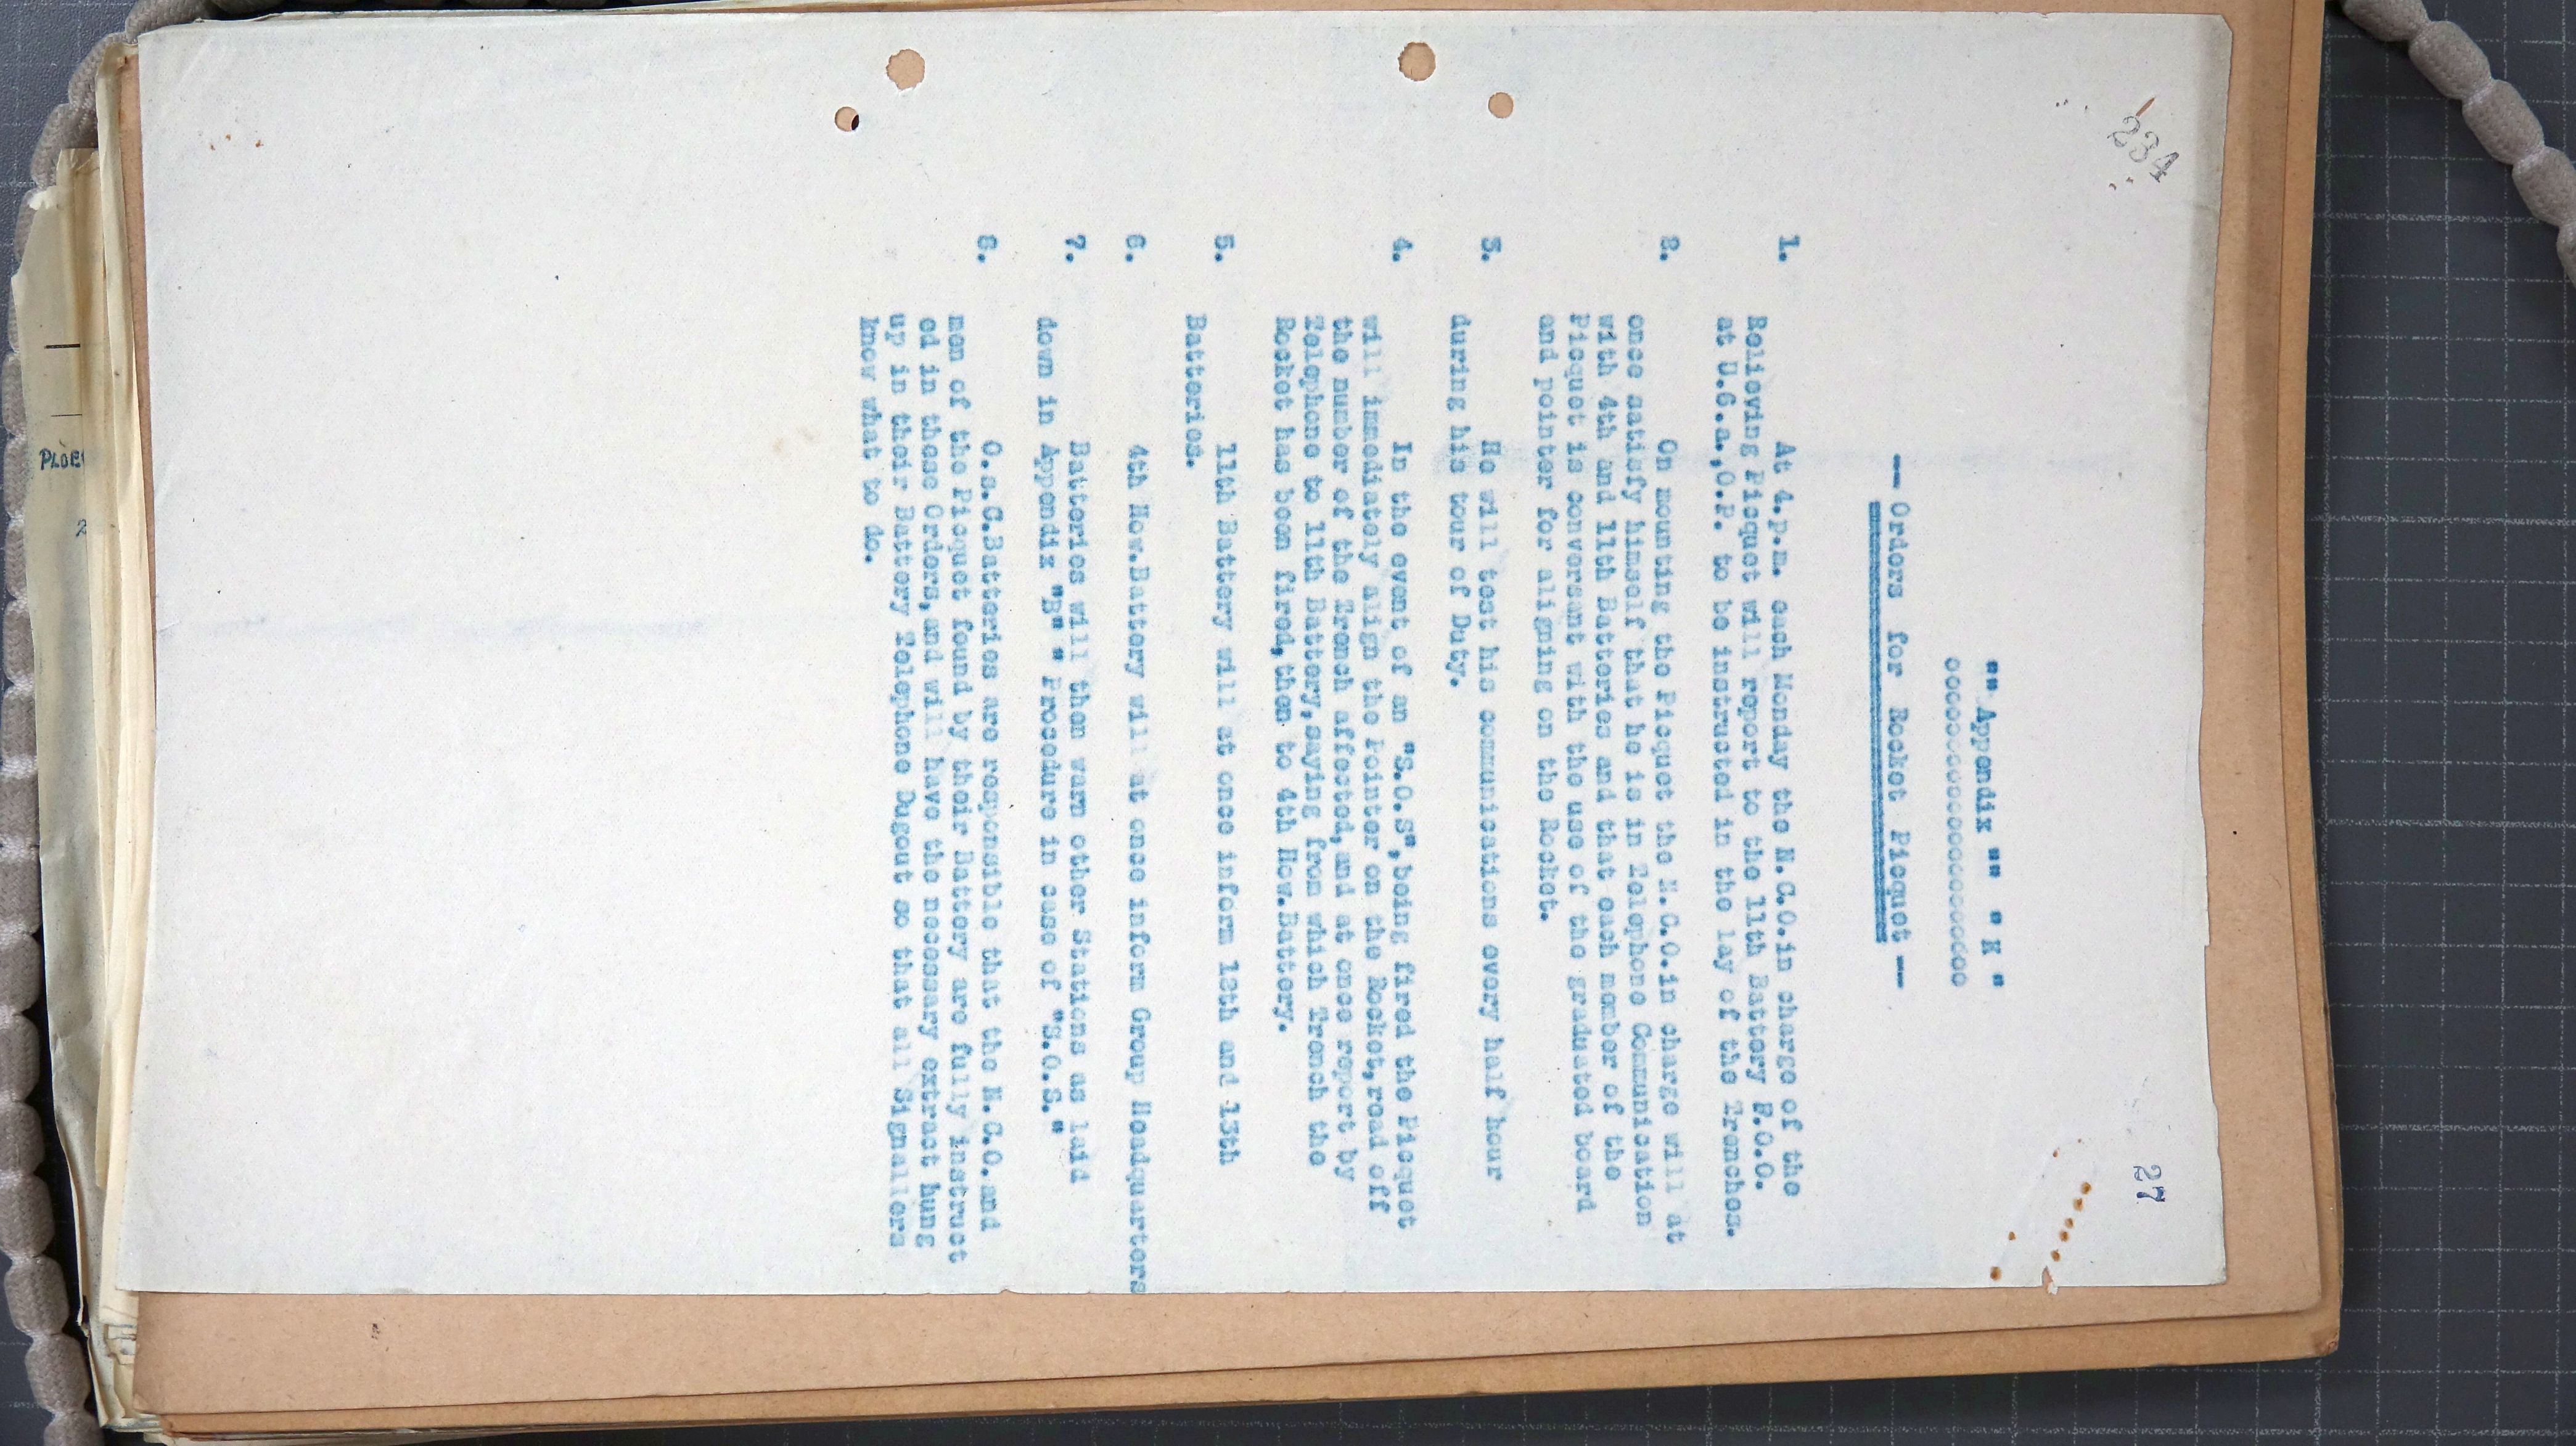 234
27
"" Appendix "" " K "
oooooooooooooooooooooo
— Orders for Rocket Picquet —
1. At 4.p.m. each Monday the N.C.O.in charge of the
Relieving Picquet will report to the 11th Battery F.O.O.
at U.6.a.,O.P. to be instructed in the lay of the Trenches.
2. On mounting the Picquet the N.C.O.in charge will at
once satisfy himself that he is in Telephone Communication
with 4th and 11th Batteries and that each member of the
Picquet is conversant with the use of the graduated board
and pointer for aligning on the Rocket.
3. He will test his communications every half hour
during his tour of Duty.
4. In the event of an "S.O.S",being fired the Picquet
will immediately align the Pointer on the Rocket,read off
the number of the Trench affected,and at once report by
Telephone to 11th Battery,saying from which Trench the
Rocket has been fired,then to 4th How.Battery.
5. 11th Battery will at once inform 12th and 13th
Batteries.
6. 4th How.Battery will at once inform Group Headquarters
7. Batteries will then warn other Stations as laid
down in Appendix "B" " Procedure in case of "S.O.S."
8. O.s.C.Batteries are responsible that the N.C.O.and
men of the Picquet found by their Battery are fully instruct
ed in these Orders,and will have the necessary extract hung
up in their Battery Telephone Dugout so that all Signallers
know what to do.